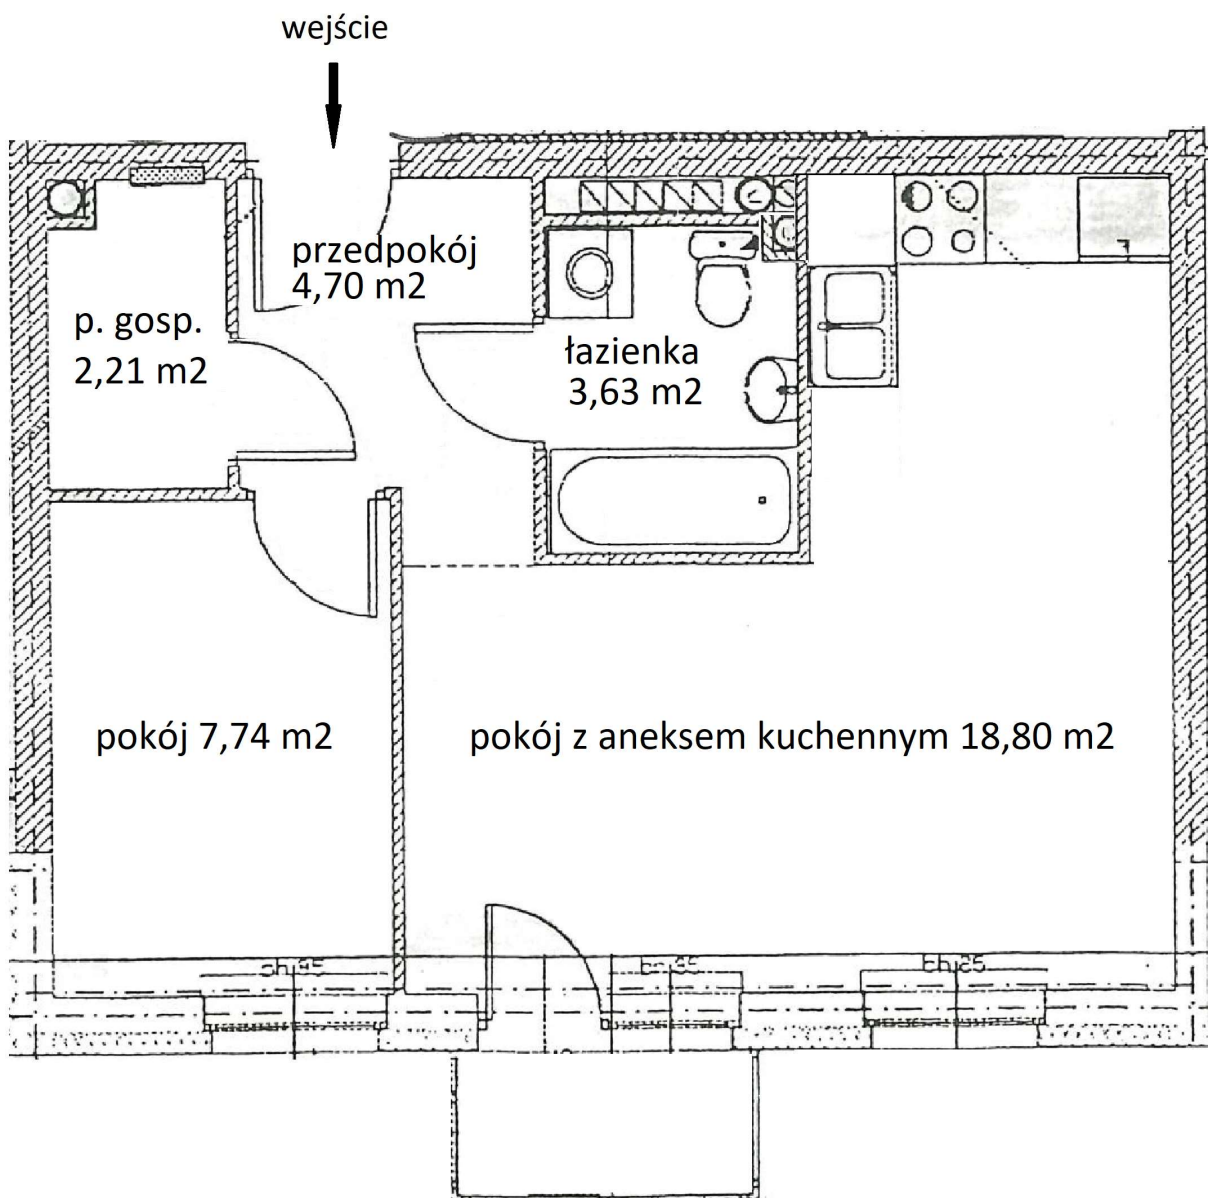 wejście
przedpokój
4,70 m2
p. gosp.
2,21 m2
łazienka
3,63 m2
pokój 7,74 m2
pokój z aneksem kuchennym 18,80 m2